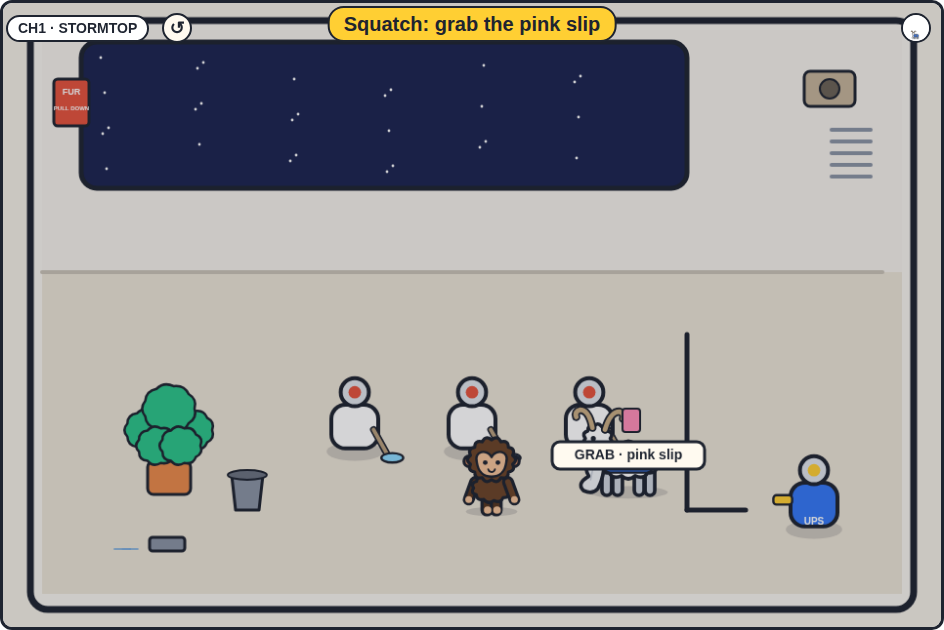 CH1 · STORMTOP
↺
Squatch: grab the pink slip
FUR
PULL DOWN
GRAB · pink slip
UPS